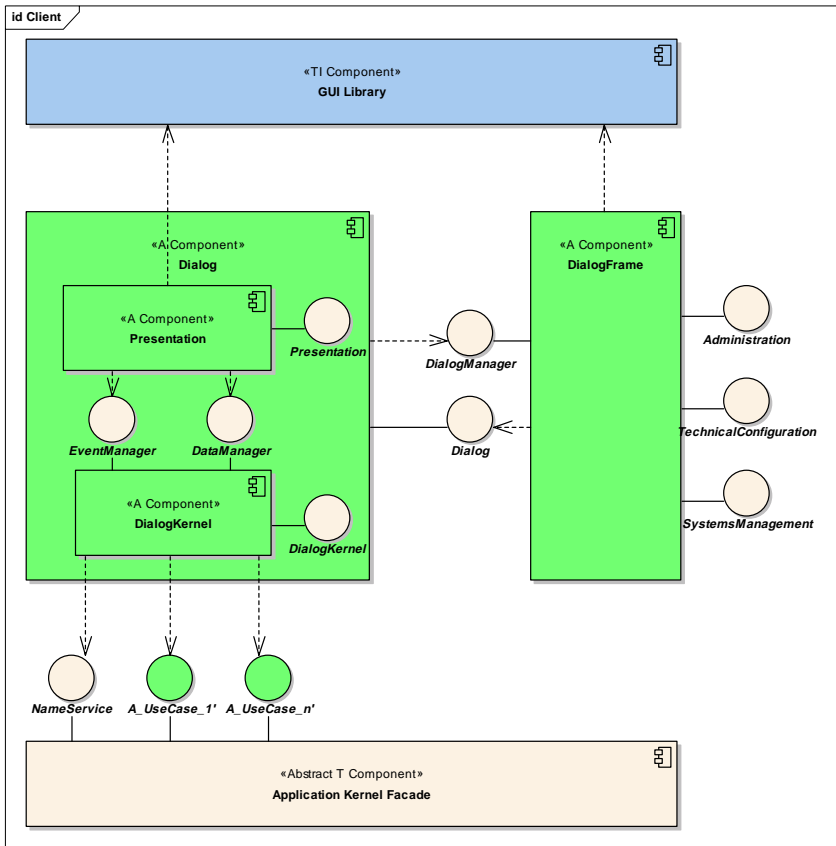 id Client
«TI Component»
GUI Library
«A Component»
Dialog
«A Component»
DialogFrame
«A Component»
Presentation
Presentation
DialogManager
Administration
EventManager
DataManager
Dialog
TechnicalConfiguration
«A Component»
DialogKernel
DialogKernel
SystemsManagement
NameService
A_UseCase_1'
A_UseCase_n'
«Abstract T Component»
Application Kernel Facade